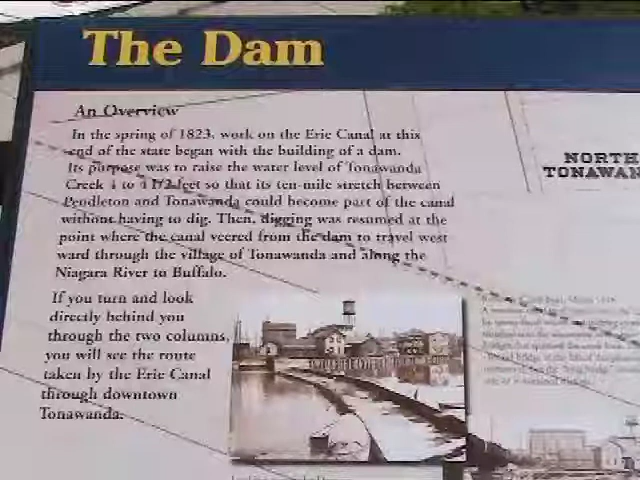 The Dam
An Overview
In the spring of 1823, work on the Erie Canal at this
end of the state began with the building of a dam.
Its purpose was to raise the water level of Tonawanda
Creek 4 to 4 1/2 feet so that its ten-mile stretch between
Pendleton and Tonawanda could become part of the canal
without having to dig. Then, digging was resumed at the
point where the canal veered from the dam to travel west
ward through the village of Tonawanda and along the
Niagara River to Buffalo.
If you turn and look
directly behind you
through the two columns,
you will see the route
taken by the Erie Canal
through downtown
Tonawanda.
NORTH
TONAWAN